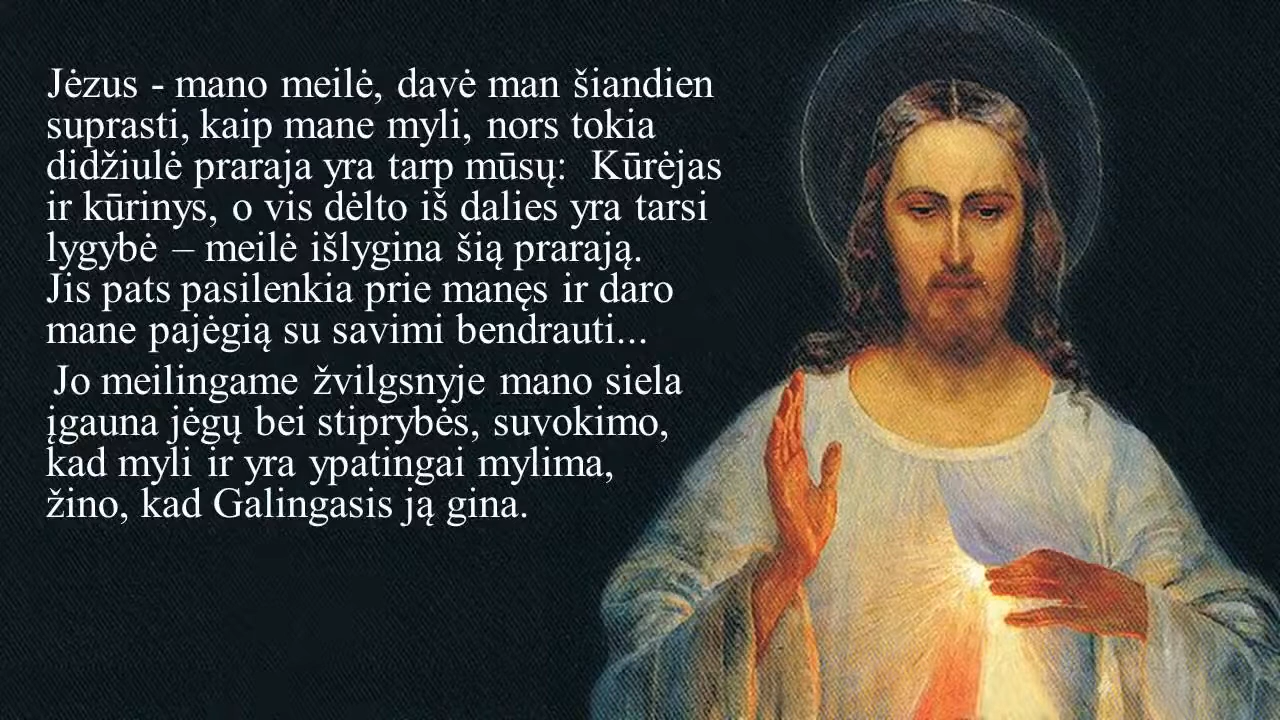 Jėzus - mano meilė, davė man šiandien
suprasti, kaip mane myli, nors tokia
didžiulė praraja yra tarp mūsų:  Kūrėjas
ir kūrinys, o vis dėlto iš dalies yra tarsi
lygybė – meilė išlygina šią prarają.
Jis pats pasilenkia prie manęs ir daro
mane pajėgią su savimi bendrauti...
Jo meilingame žvilgsnyje mano siela
įgauna jėgų bei stiprybės, suvokimo,
kad myli ir yra ypatingai mylima,
žino, kad Galingasis ją gina.